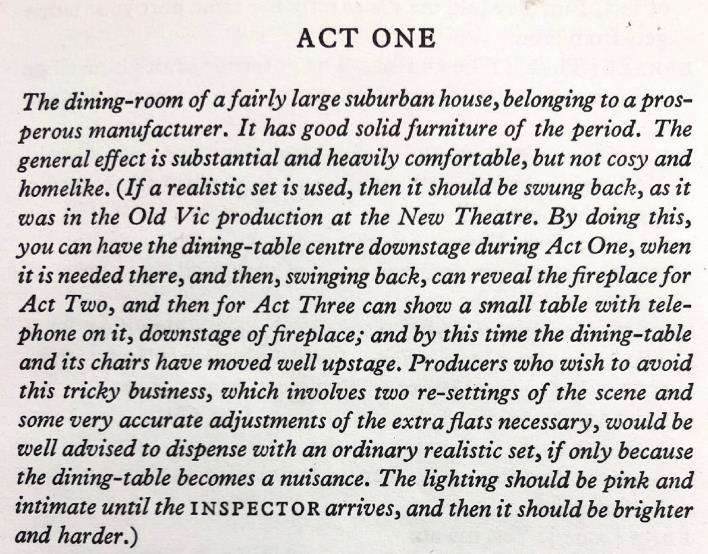 ACT ONE
The dining-room of a fairly large suburban house, belonging to a pros-
perous manufacturer. It has good solid furniture of the period. The
general effect is substantial and heavily comfortable, but not cosy and
homelike. (If a realistic set is used, then it should be swung back, as it
was in the Old Vic production at the New Theatre. By doing this,
you can have the dining-table centre downstage during Act One, when
it is needed there, and then, swinging back, can reveal the fireplace for
Act Two, and then for Act Three can show a small table with tele-
phone on it, downstage of fireplace; and by this time the dining-table
and its chairs have moved well upstage. Producers who wish to avoid
this tricky business, which involves two re-settings of the scene and
some very accurate adjustments of the extra flats necessary, would be
well advised to dispense with an ordinary realistic set, if only because
the dining-table becomes a nuisance. The lighting should be pink and
intimate until the INSPECTOR arrives, and then it should be brighter
and harder.)